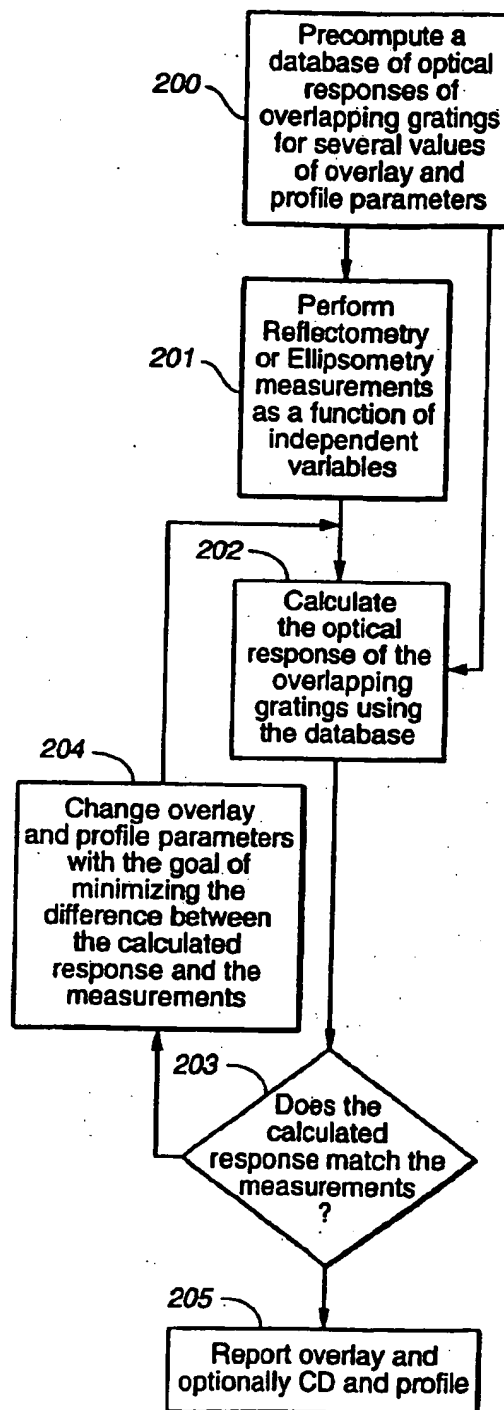 200
Precompute a
database of optical
responses of
overlapping gratings
for several values
of overlay and
profile parameters
201
Perform
Reflectometry
or Ellipsometry
measurements
as a function of
independent
variables
202
Calculate
the optical
response of the
overlapping
gratings using
the database
204
Change overlay
and profile parameters
with the goal of
minimizing the
difference between
the calculated
response and the
measurements
203
Does the
calculated
response match the
measurements
?
205
Report overlay and
optionally CD and profile